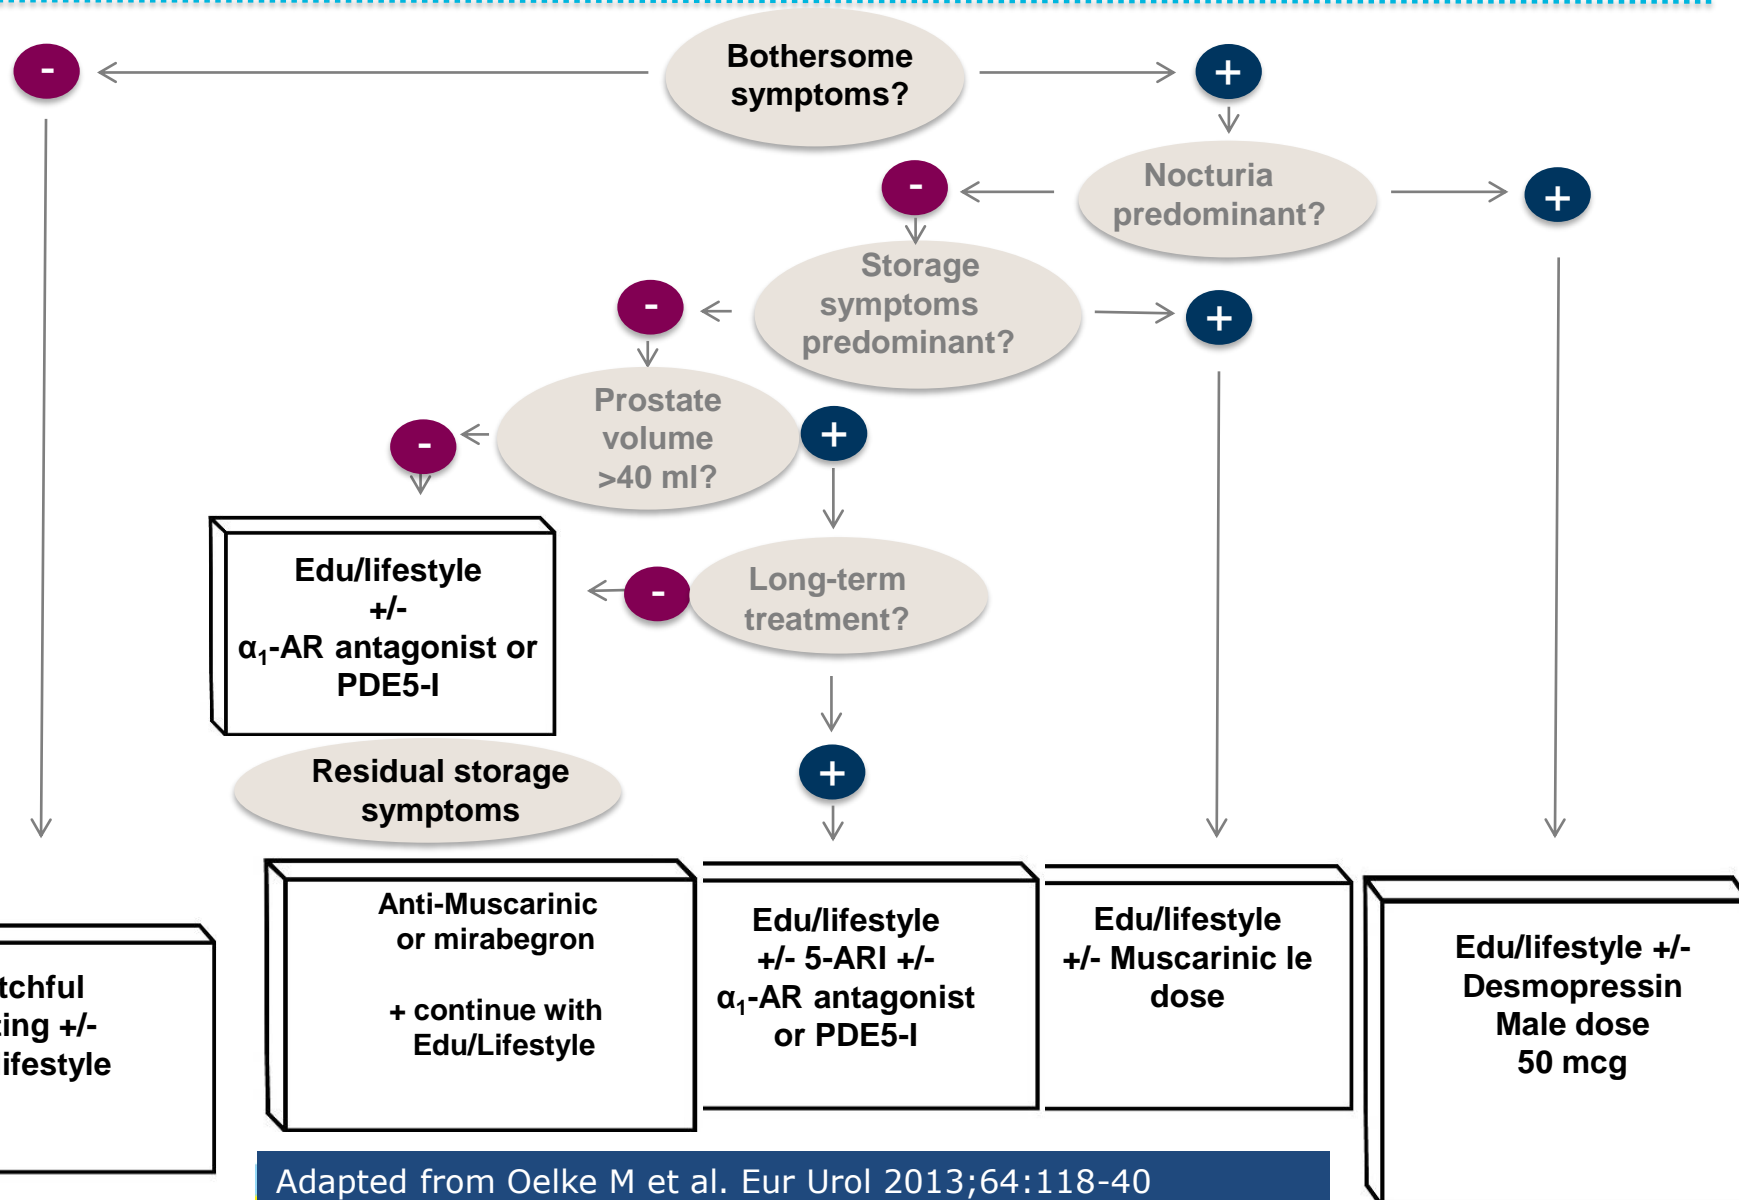 Bothersome
symptoms?
-
+
Nocturia
predominant?
-
+
Storage
symptoms
predominant?
-
+
Prostate
volume
>40 ml?
-
+
Edu/lifestyle
+/-
α₁-AR antagonist or
PDE5-I
Long-term
treatment?
-
+
Residual storage
symptoms
tchful
ting +/-
ifestyle
Anti-Muscarinic
or mirabegron
+ continue with
Edu/Lifestyle
Edu/lifestyle
+/- 5-ARI +/-
α₁-AR antagonist
or PDE5-I
Edu/lifestyle
+/- Muscarinic le
dose
Edu/lifestyle +/-
Desmopressin
Male dose
50 mcg
Adapted from Oelke M et al. Eur Urol 2013;64:118-40